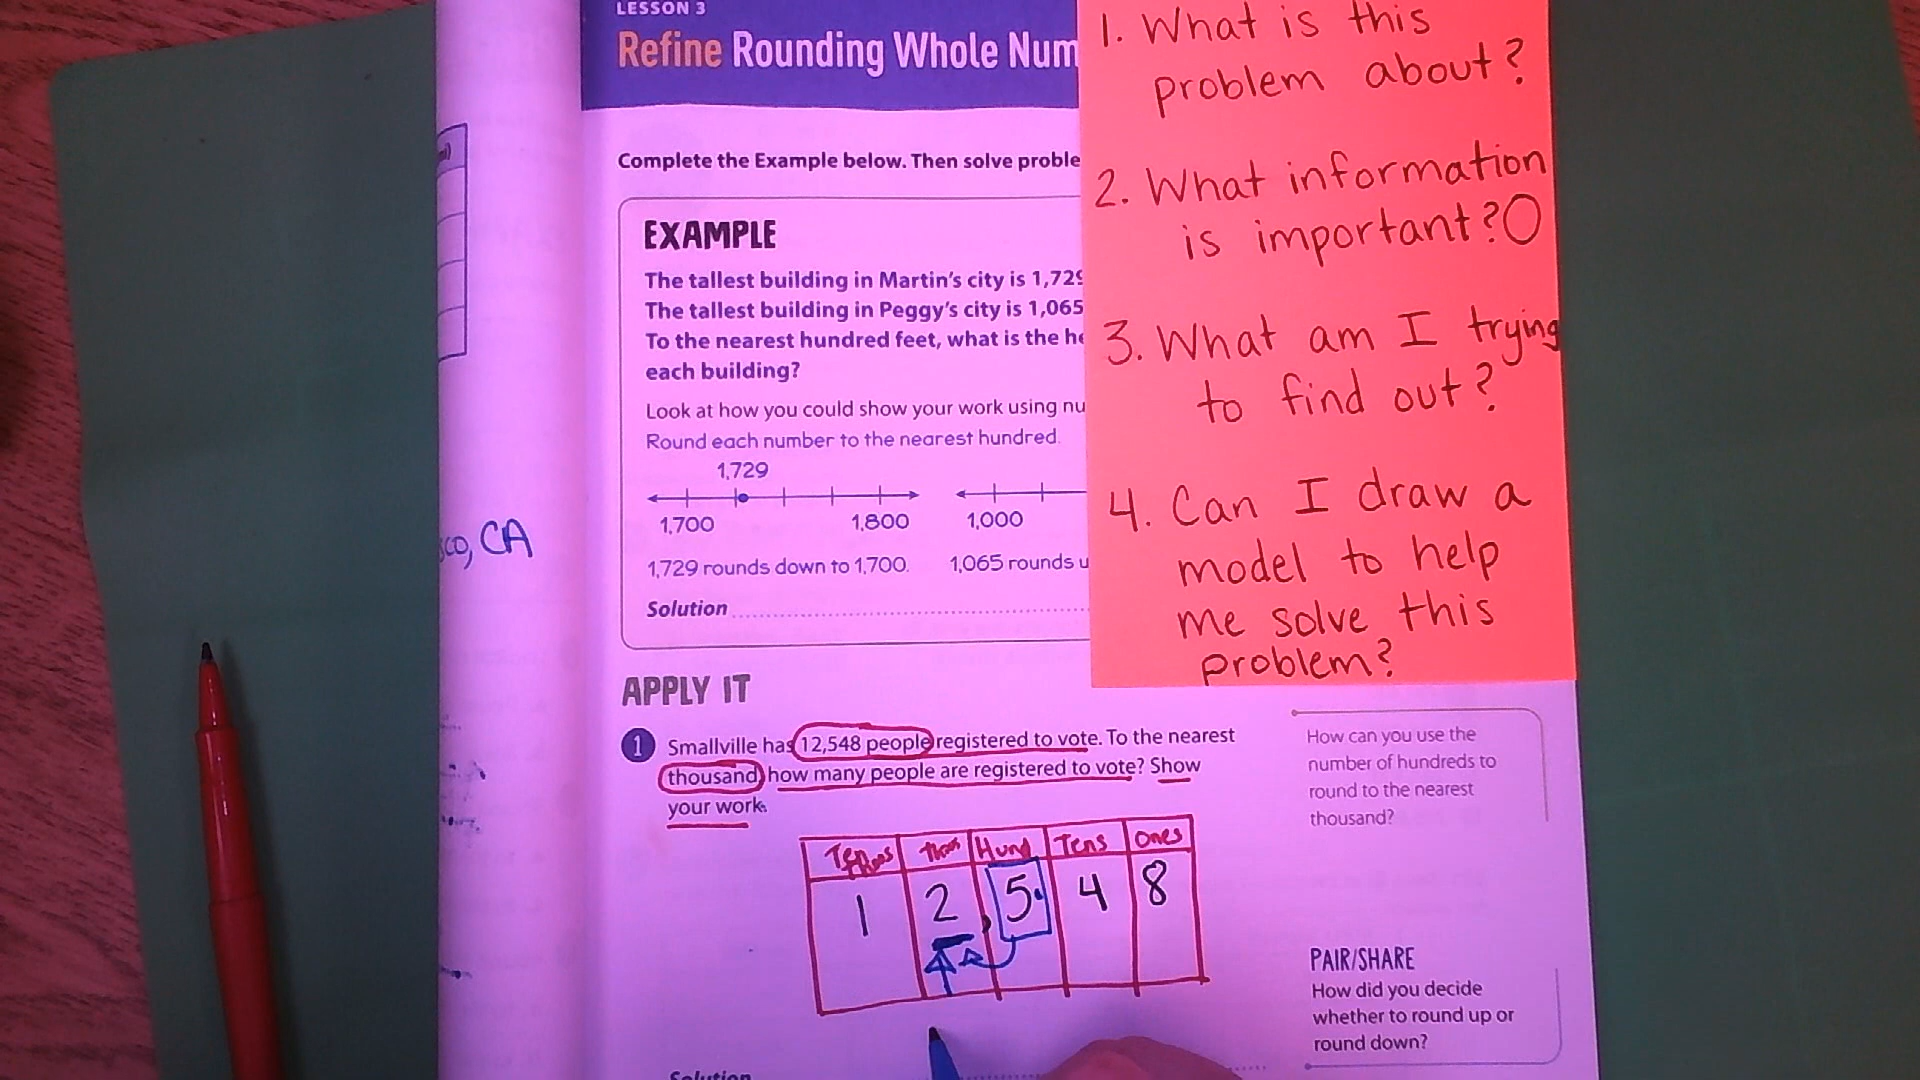 LESSON 3
Refine Rounding Whole Num
Complete the Example below. Then solve proble
EXAMPLE
The tallest building in Martin's city is 1,729
The tallest building in Peggy's city is 1,065
To the nearest hundred feet, what is the he
each building?
Look at how you could show your work using nu
Round each number to the nearest hundred.
1,729
1,700 1,800 1,000
1,729 rounds down to 1,700. 1,065 rounds u
Solution
1. What is this
problem about?
2. What information
is important?
3. What am I trying
to find out?
4. Can I draw a
model to help
me solve this
problem?
sco, CA
APPLY IT
1 Smallville has 12,548 people registered to vote. To the nearest
thousand, how many people are registered to vote? Show
your work.
Ten Thous Thous Hund Tens Ones
1 2,5 4 8
Solution
How can you use the
number of hundreds to
round to the nearest
thousand?
PAIR/SHARE
How did you decide
whether to round up or
round down?